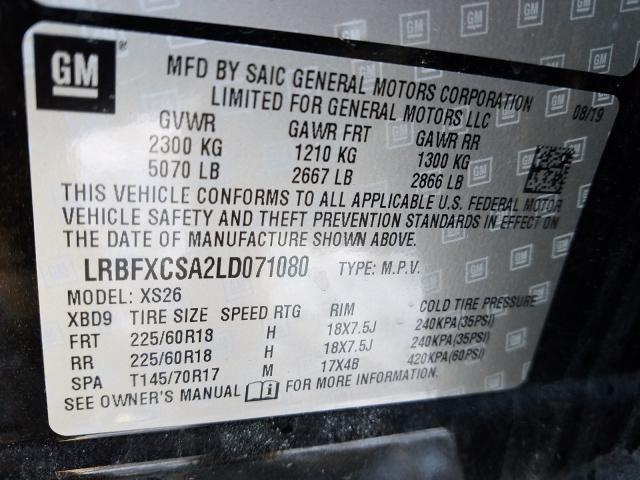 GM
MFD BY SAIC GENERAL MOTORS CORPORATION
LIMITED FOR GENERAL MOTORS LLC
08/19
GVWR GAWR FRT GAWR RR
2300 KG 1210 KG 1300 KG
5070 LB 2667 LB 2866 LB
THIS VEHICLE CONFORMS TO ALL APPLICABLE U.S. FEDERAL MOTOR
VEHICLE SAFETY AND THEFT PREVENTION STANDARDS IN EFFECT ON
THE DATE OF MANUFACTURE SHOWN ABOVE.
LRBFXCSA2LD071080 TYPE: M.P.V.
MODEL: XS26
XBD9 TIRE SIZE SPEED RTG RIM COLD TIRE PRESSURE
FRT 225/60R18 H 18X7.5J 240KPA(35PSI)
RR 225/60R18 H 18X7.5J 240KPA(35PSI)
SPA T145/70R17 M 17X4B 420KPA(60PSI)
SEE OWNER'S MANUAL FOR MORE INFORMATION.